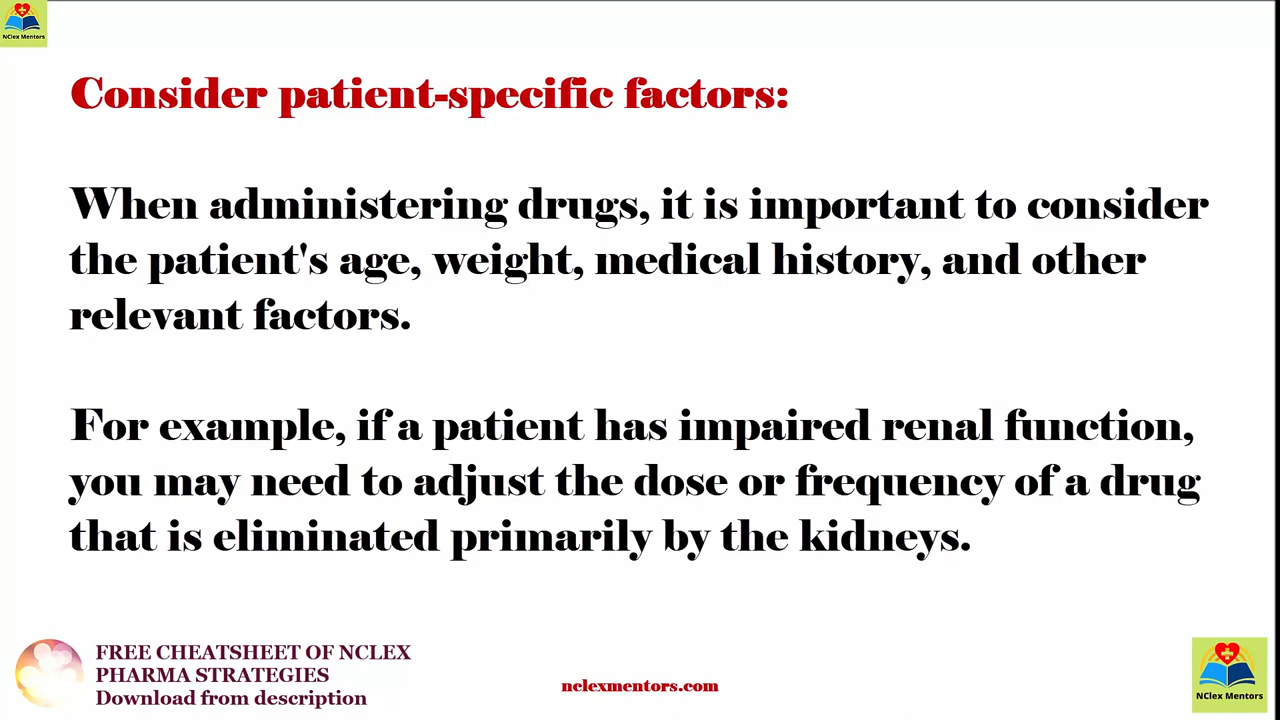 NClex Mentors
Consider patient-specific factors:
When administering drugs, it is important to consider
the patient's age, weight, medical history, and other
relevant factors.
For example, if a patient has impaired renal function,
you may need to adjust the dose or frequency of a drug
that is eliminated primarily by the kidneys.
FREE CHEATSHEET OF NCLEX
PHARMA STRATEGIES
Download from description
nclexmentors.com
NClex Mentors